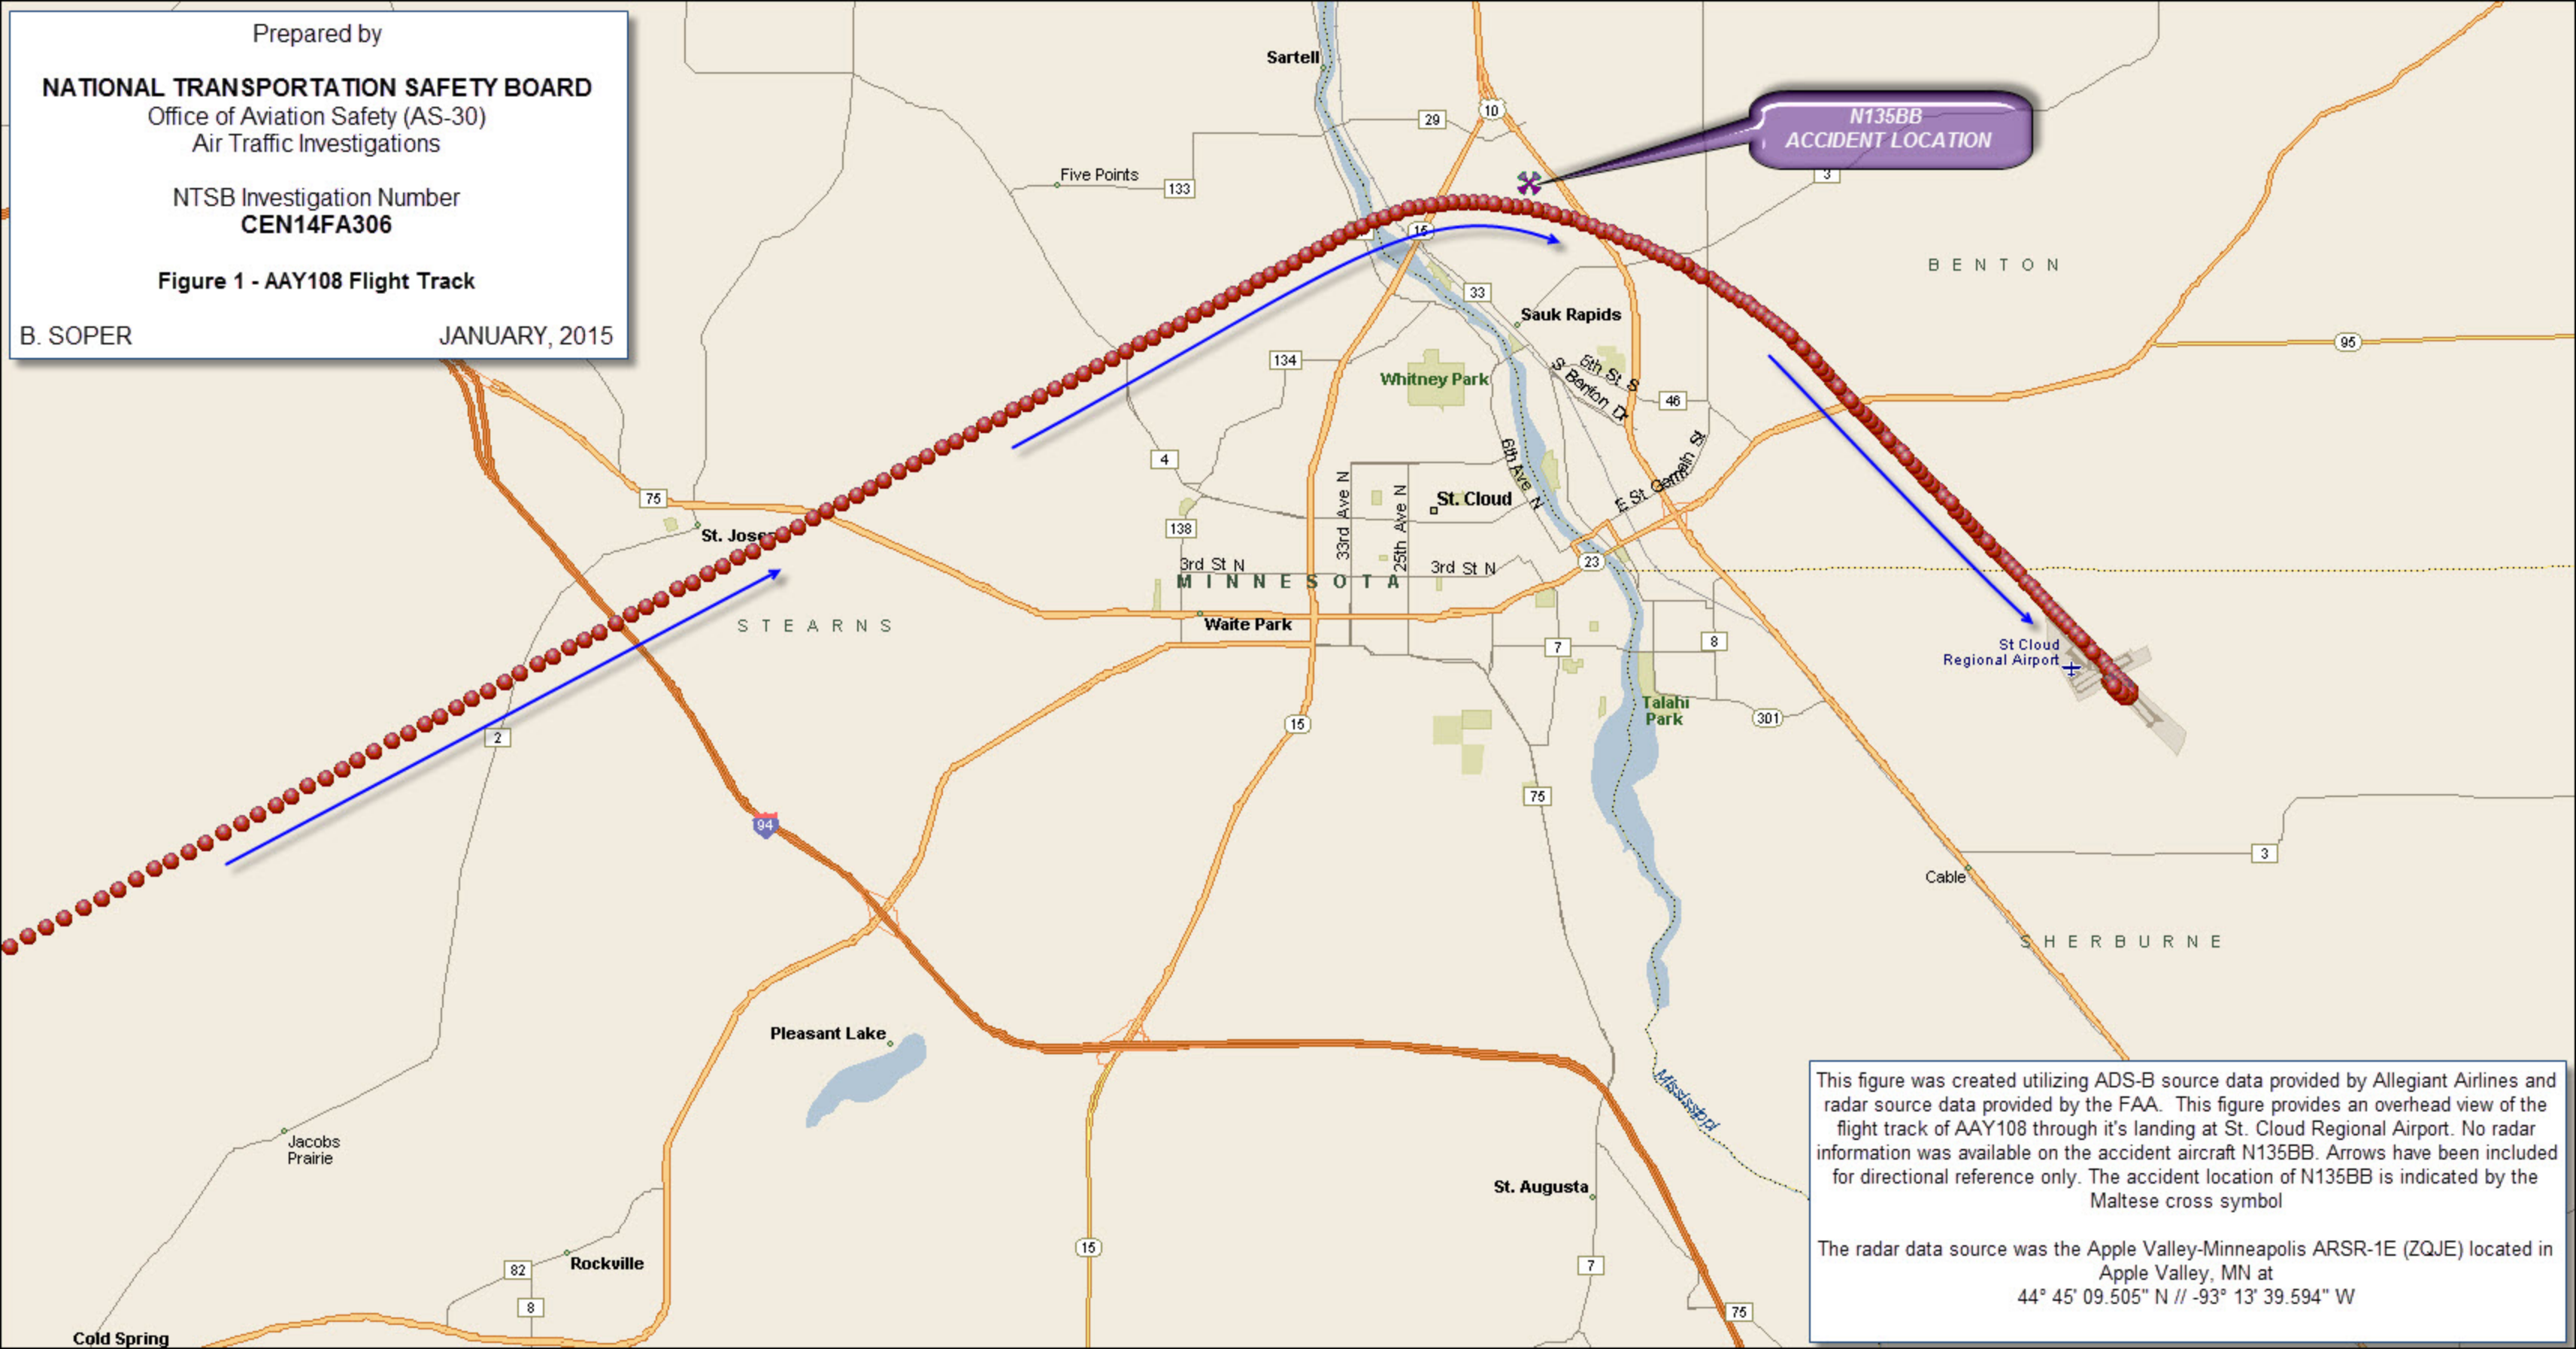 Prepared by
NATIONAL TRANSPORTATION SAFETY BOARD
Office of Aviation Safety (AS-30)
Air Traffic Investigations
NTSB Investigation Number
CEN14FA306
Figure 1 - AAY108 Flight Track
B. SOPER JANUARY, 2015
Sartell
10
29
N135BB
ACCIDENT LOCATION
3
Five Points
133
15
BENTON
33
Sauk Rapids
95
134
Whitney Park
6th St. S
S Benton Dr
46
4
6th Ave N
E St. Germain St
75
33rd Ave N
25th Ave N
St. Cloud
138
St. Jose
23
3rd St N
3rd St N
MINNESOTA
STEARNS
Waite Park
7
8
St Cloud
Regional Airport
Talahi
Park
301
2
15
75
94
3
Cable
SHERBURNE
Pleasant Lake
Mississippi
Jacobs
Prairie
St. Augusta
15
Rockville
82
7
8
75
Cold Spring
This figure was created utilizing ADS-B source data provided by Allegiant Airlines and
radar source data provided by the FAA. This figure provides an overhead view of the
flight track of AAY108 through it's landing at St. Cloud Regional Airport. No radar
information was available on the accident aircraft N135BB. Arrows have been included
for directional reference only. The accident location of N135BB is indicated by the
Maltese cross symbol
The radar data source was the Apple Valley-Minneapolis ARSR-1E (ZQJE) located in
Apple Valley, MN at
44° 45' 09.505" N // -93° 13' 39.594" W